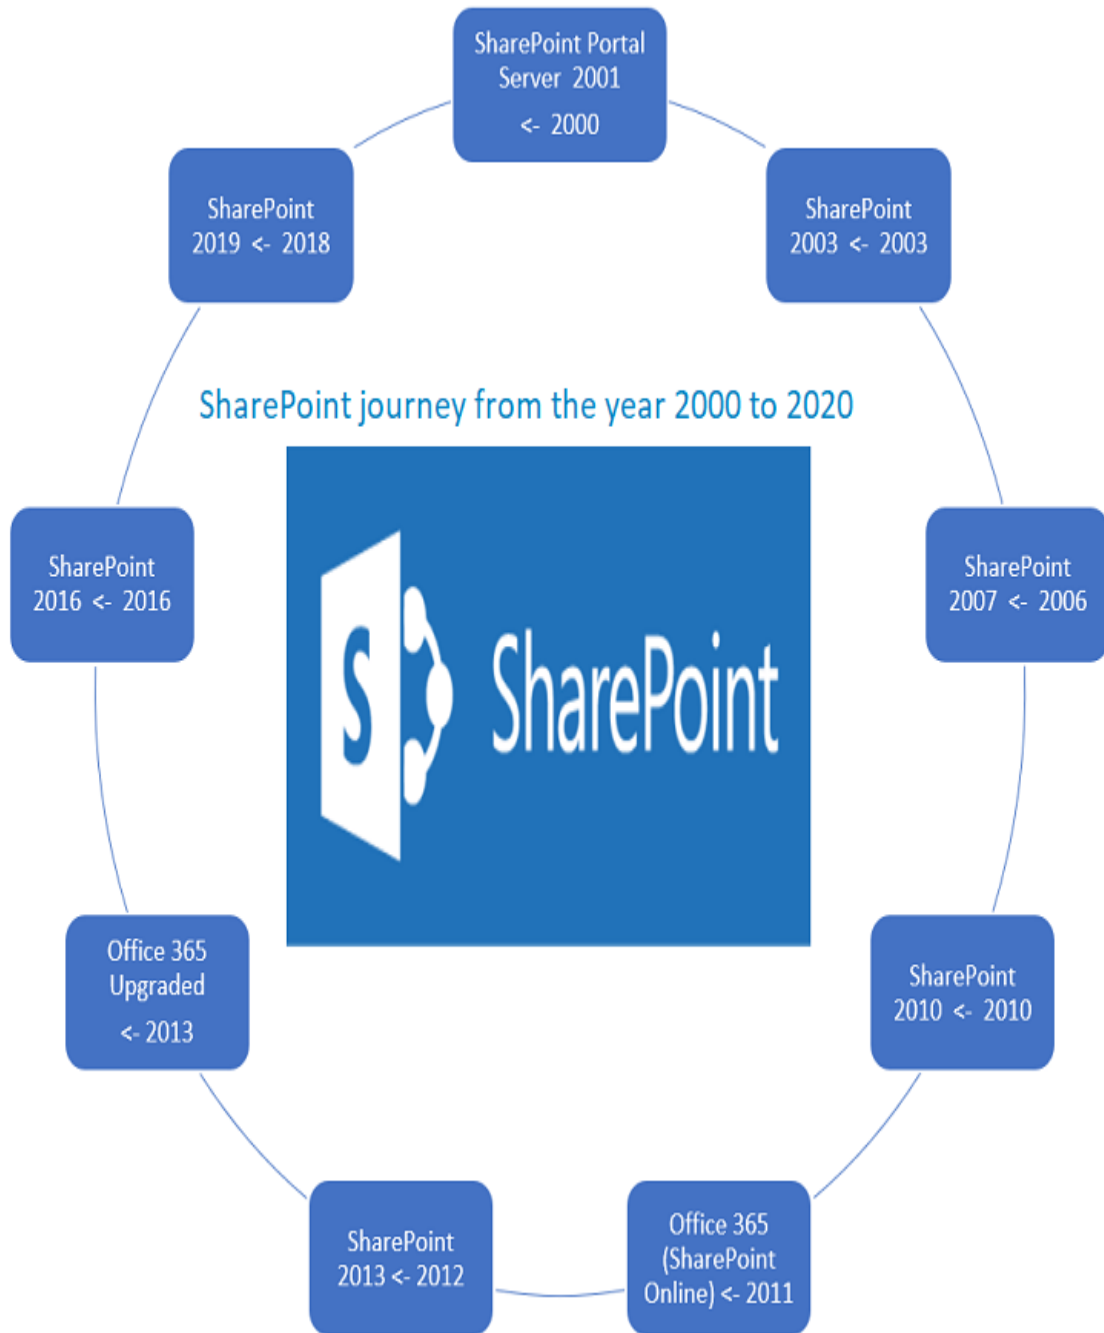 SharePoint Portal
Server 2001
<- 2000
SharePoint
2003 <- 2003
SharePoint
2007 <- 2006
SharePoint
2010 <- 2010
Office 365
(SharePoint
Online) <- 2011
SharePoint
2013 <- 2012
Office 365
Upgraded
<- 2013
SharePoint
2016 <- 2016
SharePoint
2019 <- 2018
SharePoint journey from the year 2000 to 2020
S
SharePoint